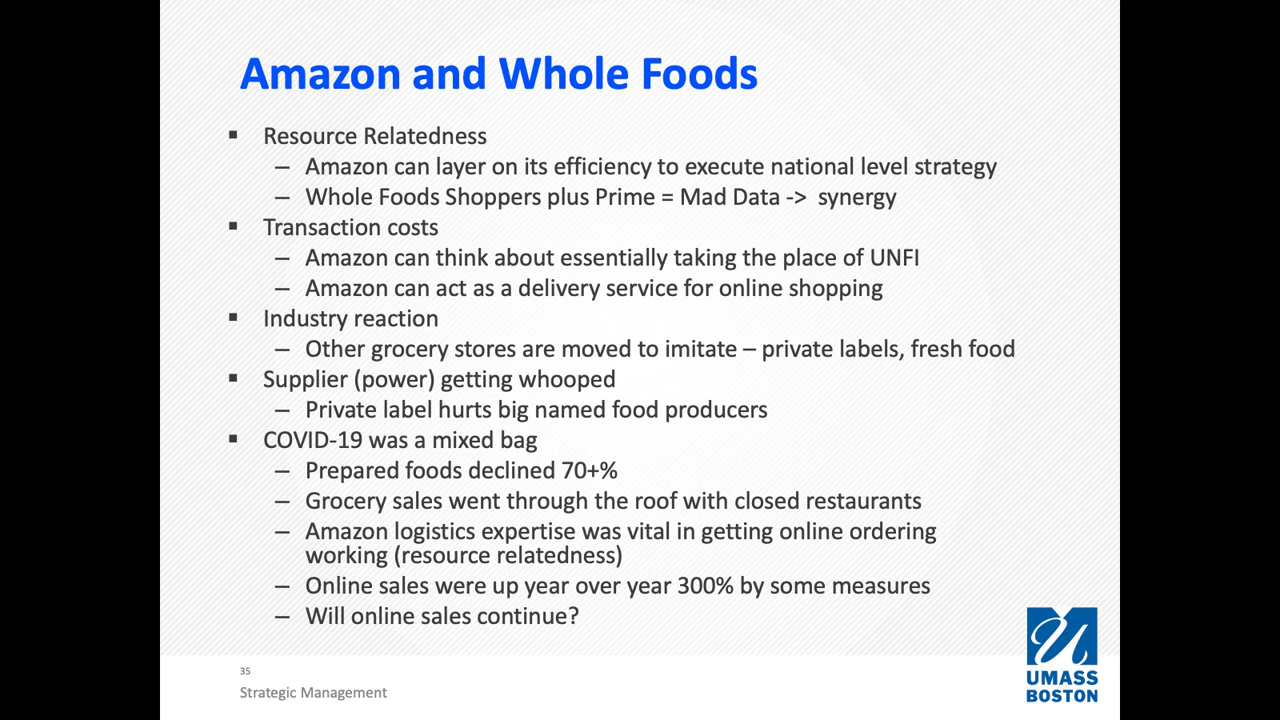 Amazon and Whole Foods
▪ Resource Relatedness
– Amazon can layer on its efficiency to execute national level strategy
– Whole Foods Shoppers plus Prime = Mad Data -> synergy
▪ Transaction costs
– Amazon can think about essentially taking the place of UNFI
– Amazon can act as a delivery service for online shopping
▪ Industry reaction
– Other grocery stores are moved to imitate – private labels, fresh food
▪ Supplier (power) getting whooped
– Private label hurts big named food producers
▪ COVID-19 was a mixed bag
– Prepared foods declined 70+%
– Grocery sales went through the roof with closed restaurants
– Amazon logistics expertise was vital in getting online ordering
working (resource relatedness)
– Online sales were up year over year 300% by some measures
– Will online sales continue?
35
Strategic Management
UMASS
BOSTON